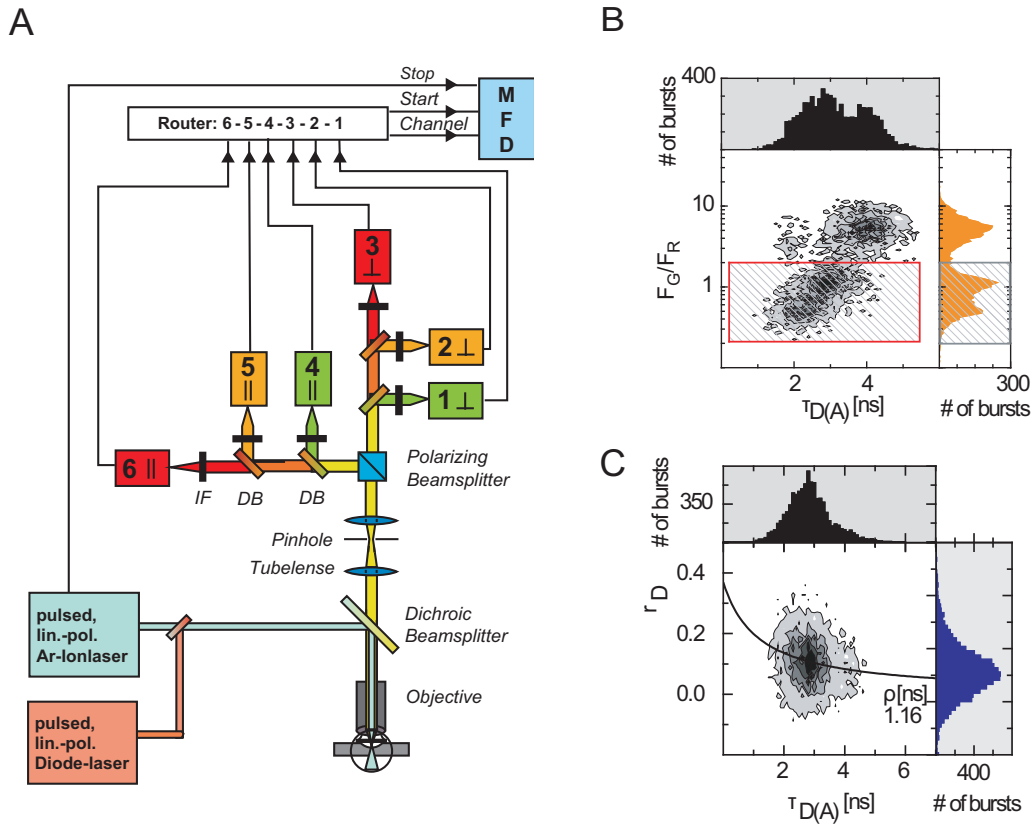 A
Stop
Start
Channel
M
F
D
Router: 6 - 5 - 4 - 3 - 2 - 1
3
⊥
2 ⊥
5
||
4
||
1 ⊥
6 ||
IF
DB
DB
Polarizing
Beamsplitter
Pinhole
Tubelense
pulsed,
lin.-pol.
Ar-Ionlaser
Dichroic
Beamsplitter
Objective
pulsed,
lin.-pol.
Diode-laser
B
# of bursts
400
F_G/F_R
10
1
2 4
τ_D(A) [ns]
300
# of bursts
C
# of bursts
350
r_D
0.4
0.2
0.0
ρ[ns]
1.16
2 4 6
τ_D(A) [ns]
400
# of bursts